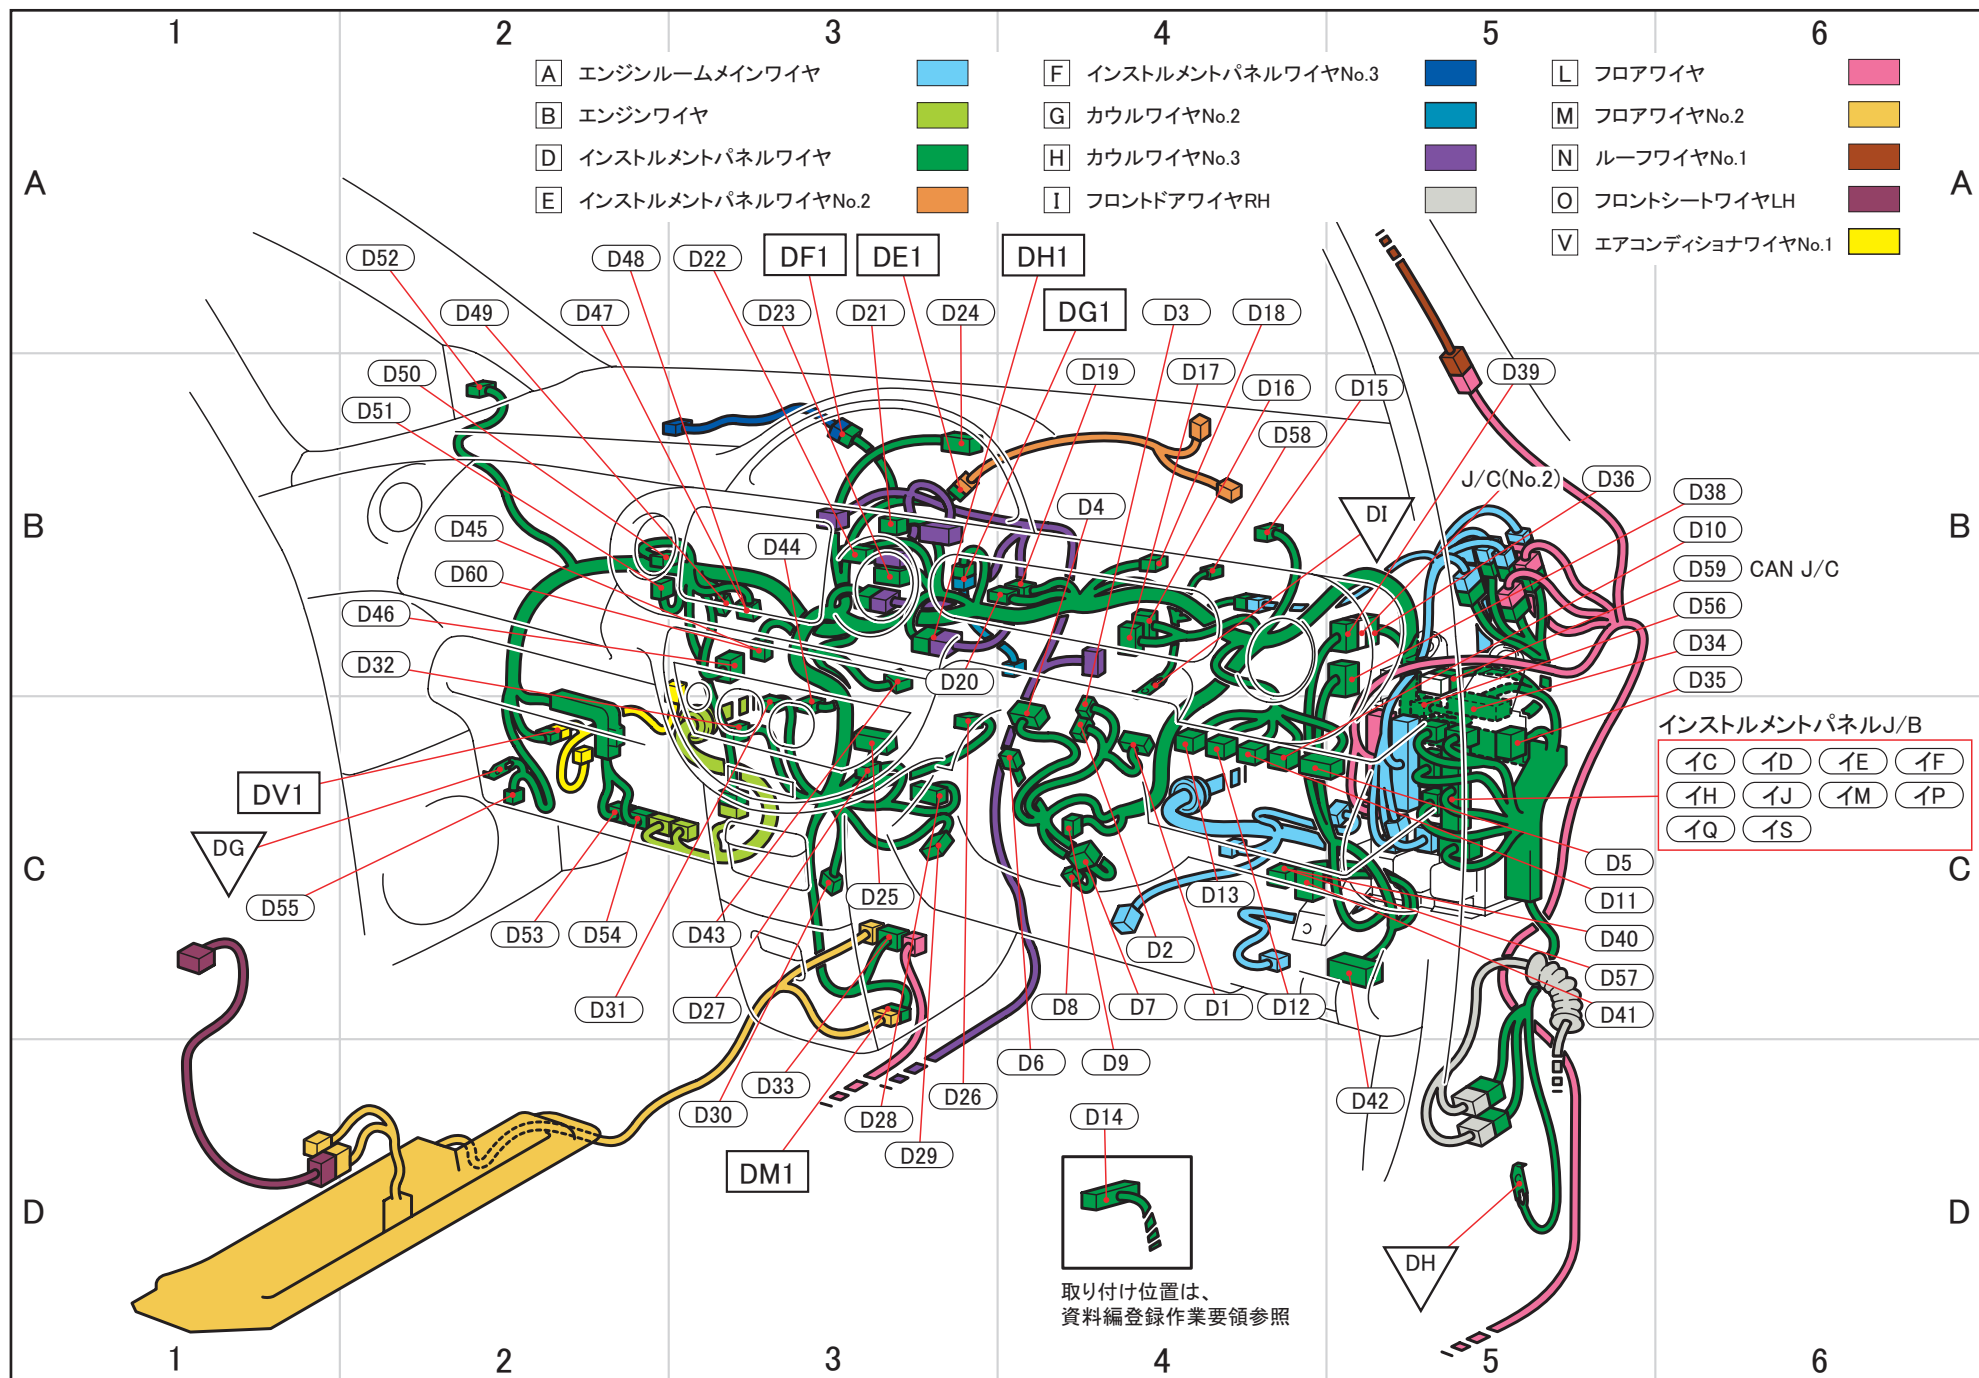 1 2 3 4 5 6
A エンジンルームメインワイヤ
B エンジンワイヤ
D インストルメントパネルワイヤ
E インストルメントパネルワイヤNo.2
F インストルメントパネルワイヤNo.3
G カウルワイヤNo.2
H カウルワイヤNo.3
I フロントドアワイヤRH
L フロアワイヤ
M フロアワイヤNo.2
N ルーフワイヤNo.1
O フロントシートワイヤLH
V エアコンディショナワイヤNo.1
A A
D52 D48 D22 DF1 DE1 DH1
D49 D47 D23 D21 D24 DG1 D3 D18
D50 D19 D17 D16 D15 D39
D51
D58
J/C(No.2) D36
D38
DI
B B
D45 D44 D4 D10
D60 D59 CAN J/C
D46 D56
D32 D20 D34
D35
インストルメントパネルJ/B
イC イD イE イF
イH イJ イM イP
イQ イS
DV1
DG
C C
D55 D53 D54 D43 D25 D13 D5
D11
D2 D40
D57
D31 D27 D8 D7 D1 D12 D41
D33 D6 D9
D30 D28 D26 D42
D14
D29
DM1
D D
DH
取り付け位置は、
資料編登録作業要領参照
1 2 3 4 5 6